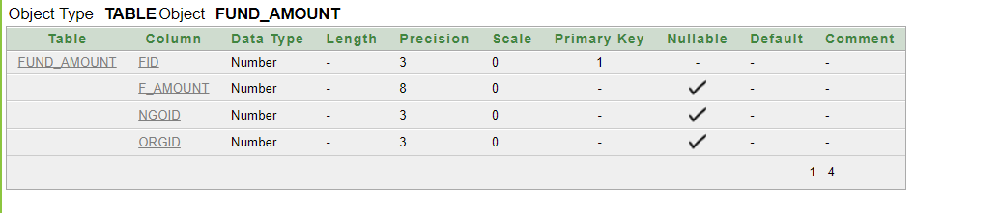 Object Type TABLE Object FUND_AMOUNT
Table Column Data Type Length Precision Scale Primary Key Nullable Default Comment
FUND_AMOUNT FID Number - 3 0 1 - - -
F_AMOUNT Number - 8 0 - ✓ - -
NGOID Number - 3 0 - ✓ - -
ORGID Number - 3 0 - ✓ - -
1 - 4